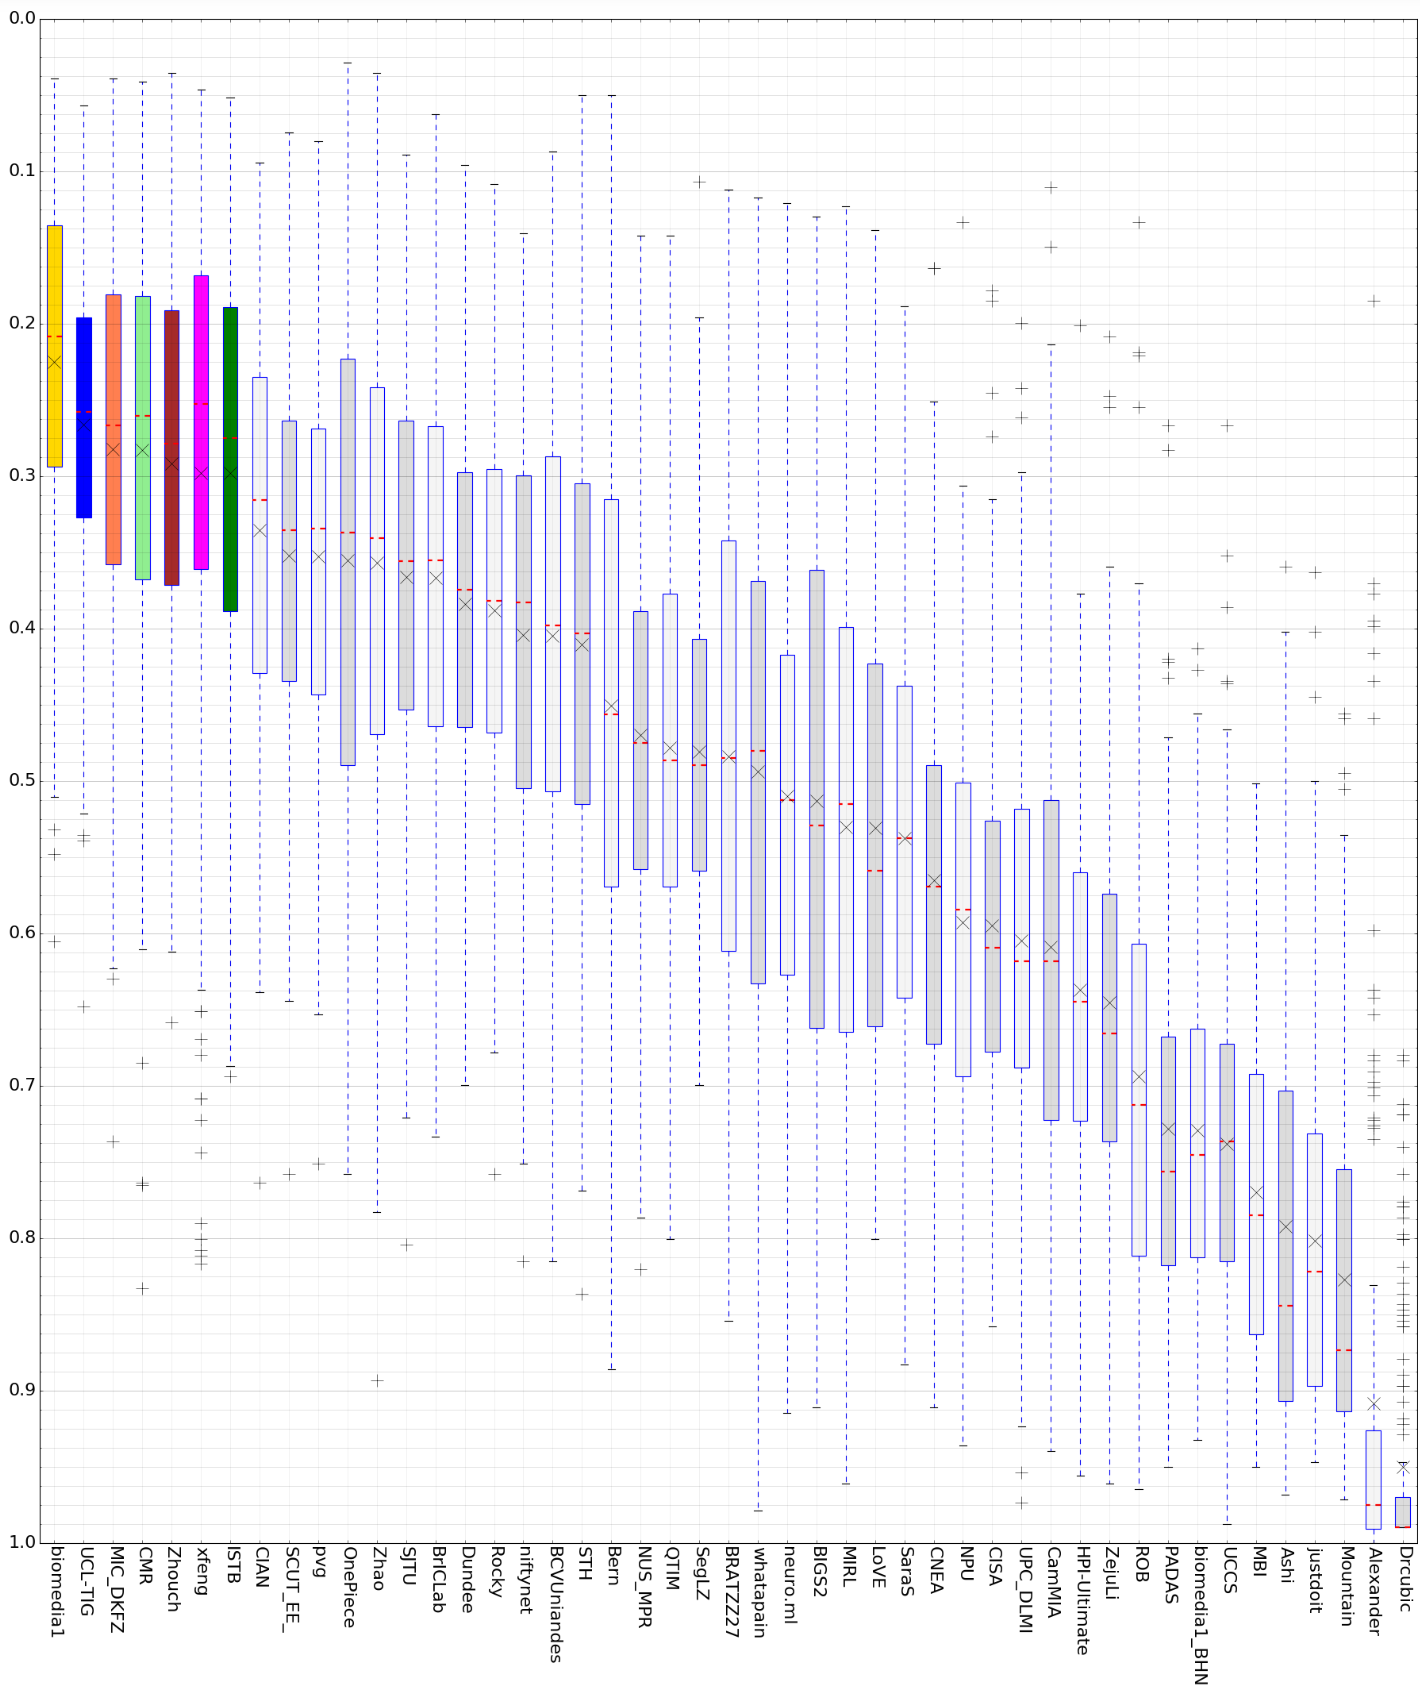 0.0
0.1
0.2
0.3
0.4
0.5
0.6
0.7
0.8
0.9
1.0
biomedia1
UCL-TIG
MIC_DKFZ
CMR
Zhouch
xfeng
ISTB
CIAN
SCUT_EE_
pvg
OnePiece
Zhao
SJTU
BrICLab
Dundee
Rocky
niftynet
BCVUniandes
STH
Bern
NUS_MPR
QTIM
SegLZ
BRATZZ27
whatapain
neuro.ml
BIGS2
MIRL
LoVE
SaraS
CNEA
NPU
CISA
UPC_DLMI
CamMIA
HPI-Ultimate
ZejuLi
ROB
PADAS
biomedia1_BHN
UCCS
MBI
Ashi
justdoit
Mountain
Alexander
Drcubic